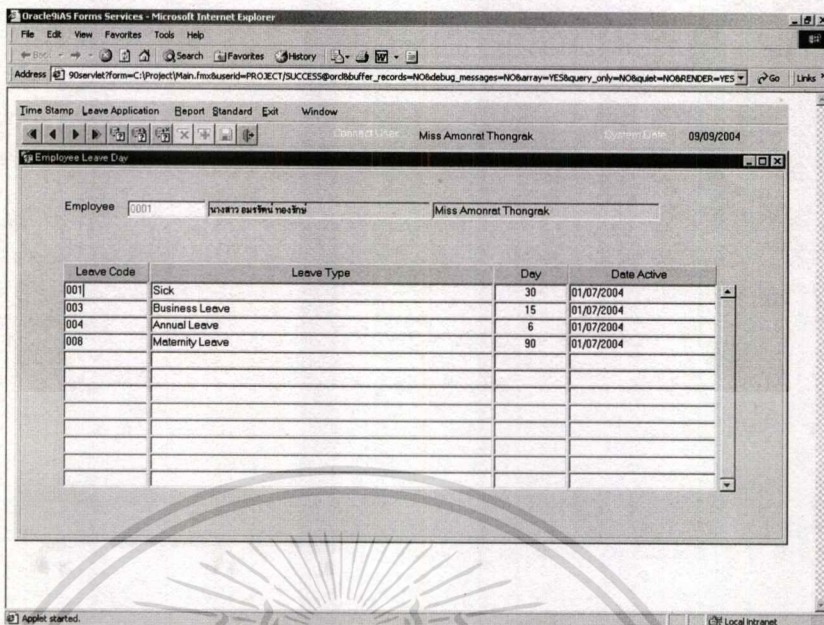 Oracle9iAS Forms Services - Microsoft Internet Explorer
File Edit View Favorites Tools Help
Back Search Favorites History
Address 90servlet?form=C:\Project\Main.fmx&userid=PROJECT/SUCCESS@orcl&buffer_records=NO&debug_messages=NO&array=YES&query_only=NO&quiet=NO&RENDER=YES Go Links
Time Stamp Leave Application Report Standard Exit Window
Connect User Miss Amonrat Thongrak System Date 09/09/2004
Employee Leave Day
Employee 0001 นางสาว อมรรัตน์ ทองรักษ์ Miss Amonrat Thongrak
Leave Code Leave Type Day Date Active
001 Sick 30 01/07/2004
003 Business Leave 15 01/07/2004
004 Annual Leave 6 01/07/2004
008 Maternity Leave 90 01/07/2004
Applet started. Local intranet